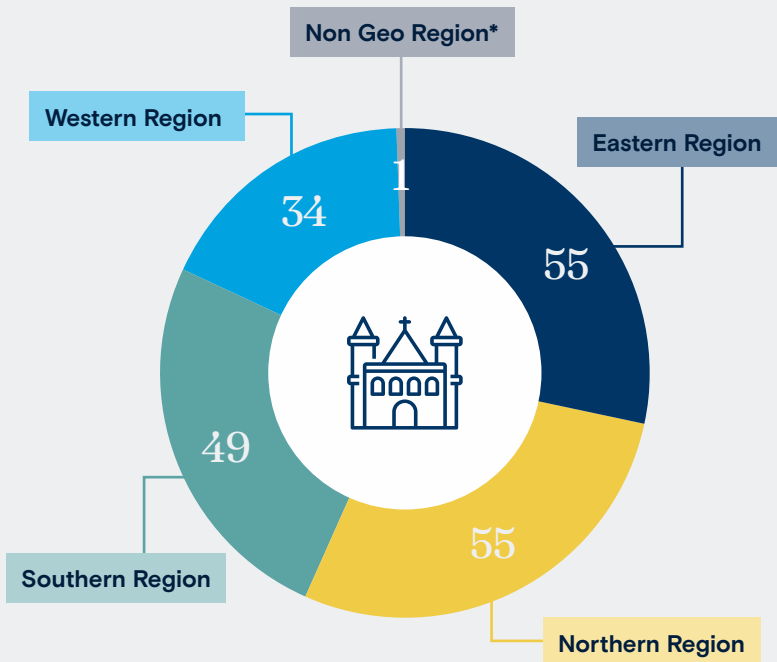 Non Geo Region*
Western Region
Eastern Region
1
34
55
49
55
Southern Region
Northern Region